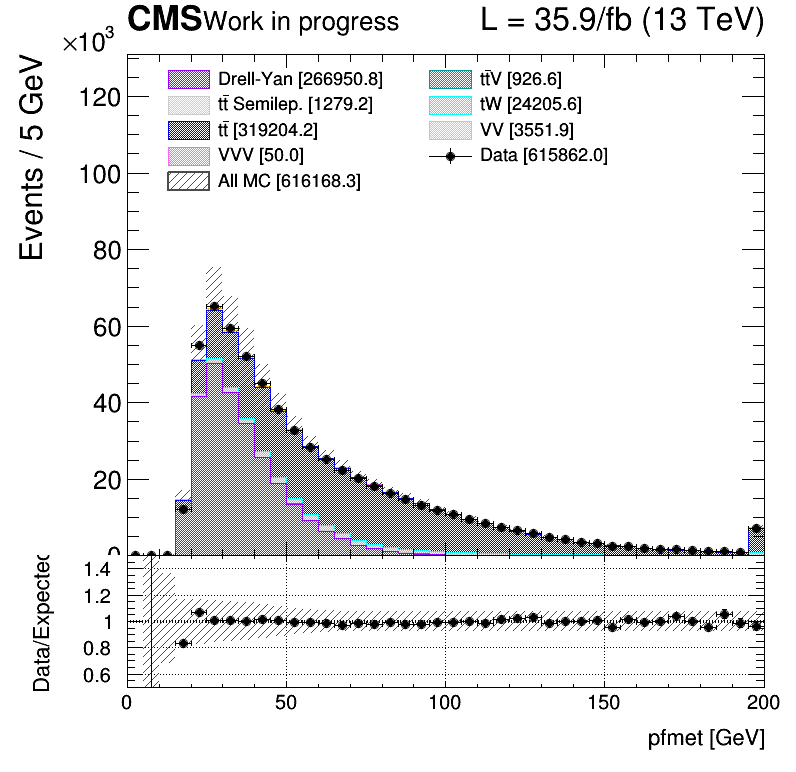 CMS Work in progress L = 35.9/fb (13 TeV)
×10³
Drell-Yan [266950.8] tt̄V [926.6]
tt̄ Semilep. [1279.2] tW [24205.6]
tt̄ [319204.2] VV [3551.9]
VVV [50.0] Data [615862.0]
All MC [616168.3]
Events / 5 GeV
120
100
80
60
40
20
0
Data/Expected
1.4
1.2
1
0.8
0.6
0 50 100 150 200
pfmet [GeV]